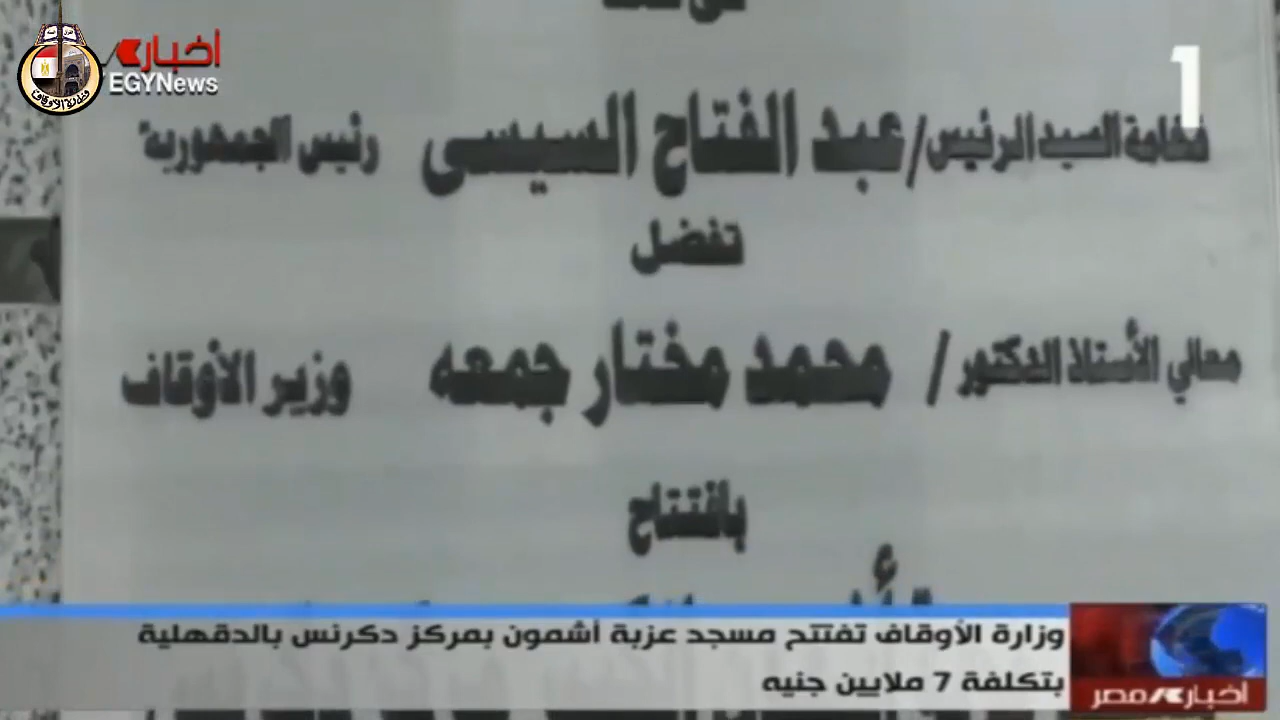 أخبار
EGYNews
1
فخامة السيد الرئيس/ عبد الفتاح السيسى رئيس الجمهورية
تفضل
معالي الأستاذ الدكتور / محمد مختار جمعه وزير الأوقاف
بافتتاح
وزارة الأوقاف تفتتح مسجد عزبة أشمون بمركز دكرنس بالدقهلية
بتكلفة 7 ملايين جنيه
أخبار مصر